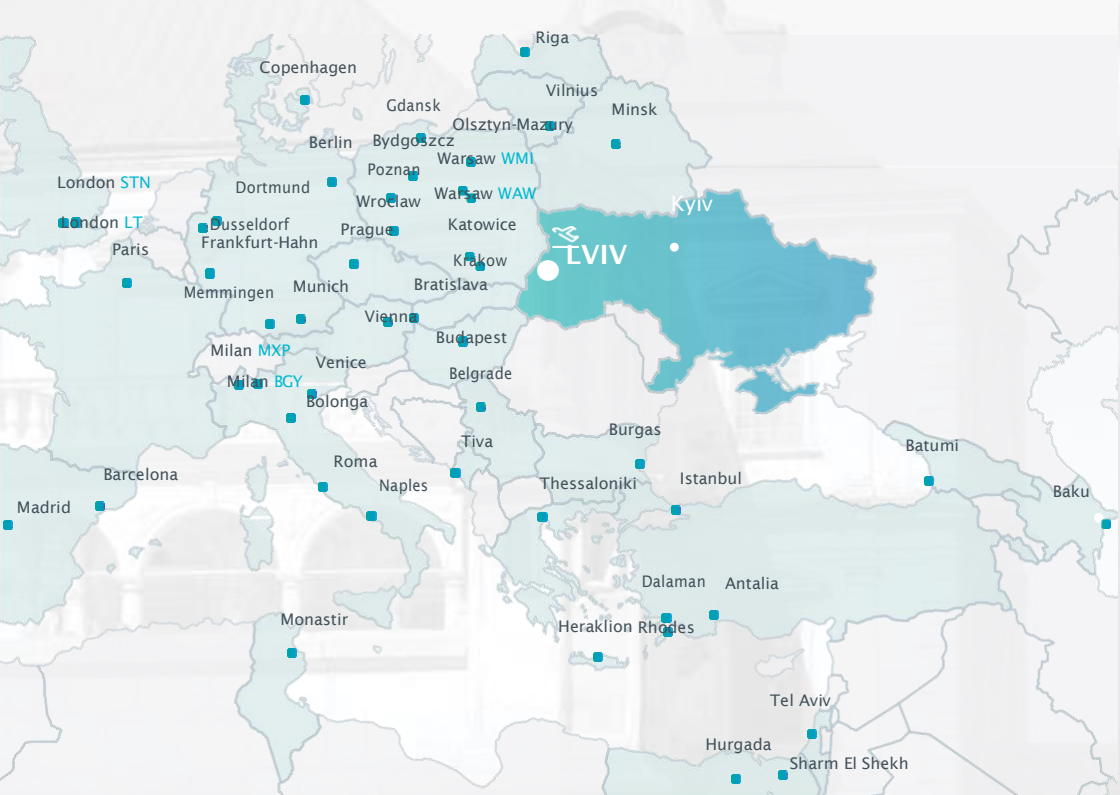 Riga
Copenhagen
Vilnius
Gdansk
Minsk
Olsztyn-Mazury
Berlin
Bydgoszcz
Warsaw WMI
Poznan
London STN
Dortmund
Warsaw WAW
Wroclaw
Kyiv
London LT
Dusseldorf
Prague
Katowice
Frankfurt-Hahn
Paris
LVIV
Krakow
Memmingen
Munich
Bratislava
Vienna
Budapest
Milan MXP
Venice
Belgrade
Milan BGY
Bolonga
Burgas
Tiva
Batumi
Roma
Barcelona
Istanbul
Thessaloniki
Naples
Baku
Madrid
Dalaman
Antalia
Monastir
Heraklion
Rhodes
Tel Aviv
Hurgada
Sharm El Shekh